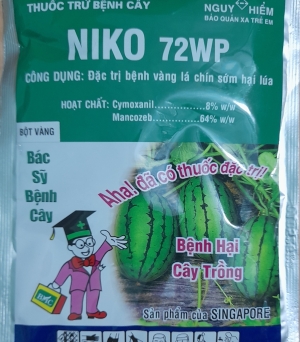 THUỐC TRỪ BỆNH CÂY
NGUY HIỂM
BẢO QUẢN XA TRẺ EM
NIKO 72WP
CÔNG DỤNG: Đặc trị bệnh vàng lá chín sớm hại lúa
HOẠT CHẤT: Cymoxanil 8% w/w
Mancozeb 64% w/w
BỘT VÀNG
Bác
Sỹ
Bệnh
Cây
Aha! đã có thuốc đặc trị!
Bệnh Hại
Cây Trồng
Sản phẩm của SINGAPORE